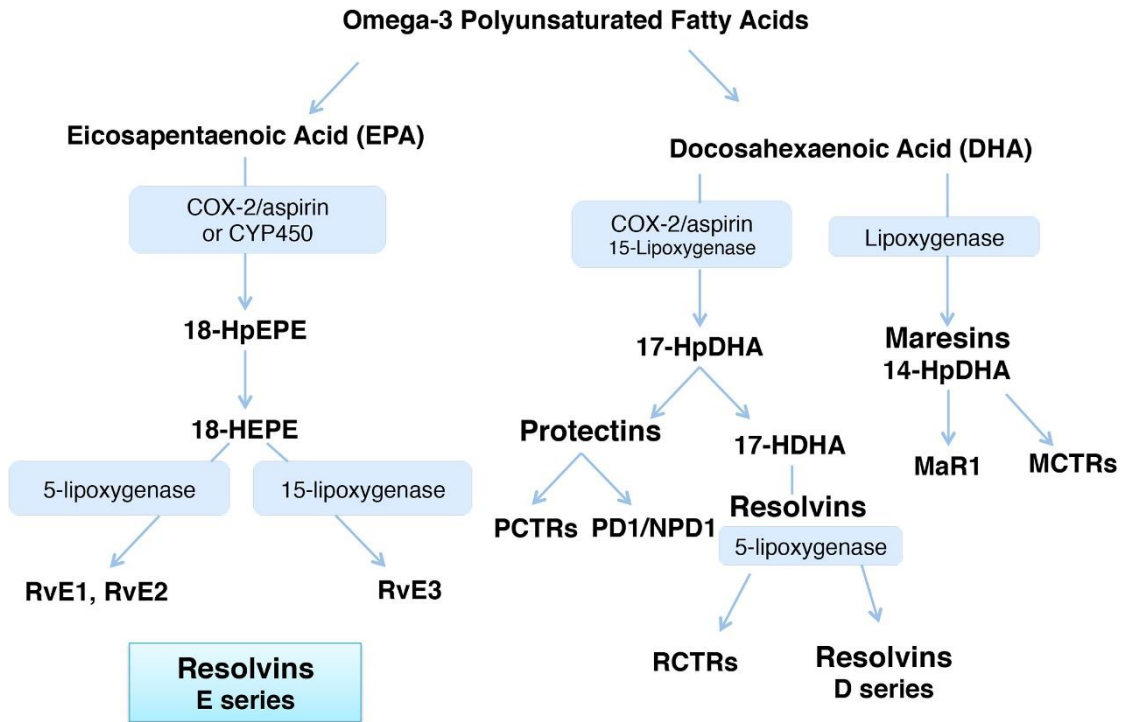 Omega-3 Polyunsaturated Fatty Acids
Eicosapentaenoic Acid (EPA)
COX-2/aspirin
or CYP450
18-HpEPE
18-HEPE
5-lipoxygenase
15-lipoxygenase
RvE1, RvE2
RvE3
Resolvins
E series
Docosahexaenoic Acid (DHA)
COX-2/aspirin
15-Lipoxygenase
17-HpDHA
Protectins
PCTRs
PD1/NPD1
17-HDHA
Resolvins
5-lipoxygenase
RCTRs
Resolvins
D series
Lipoxygenase
Maresins
14-HpDHA
MaR1
MCTRs